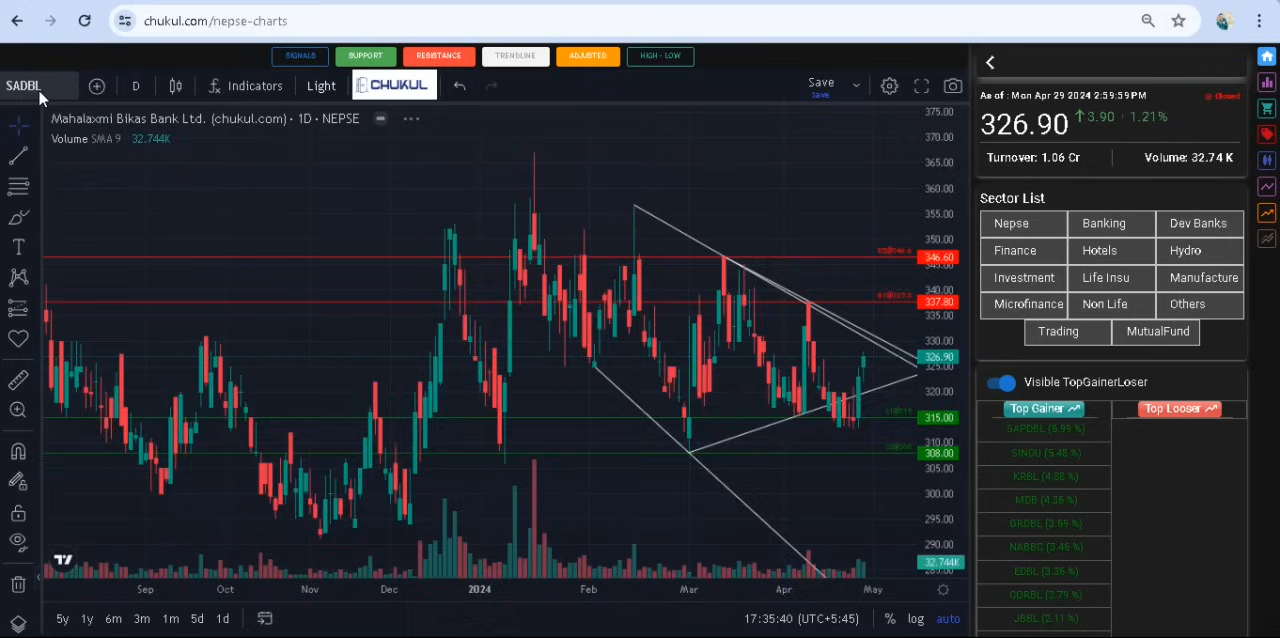 chukul.com/nepse-charts
SIGNALS SUPPORT RESISTANCE TRENDLINE ADJUSTED HIGH - LOW
SADBL D Indicators Light CHUKUL Save
Save
Mahalaxmi Bikas Bank Ltd. (chukul.com) · 1D · NEPSE
Volume SMA 9 32.744K
375.00
370.00
365.00
360.00
355.00
350.00
346.60
345.00
340.00
337.80
335.00
330.00
326.90
325.00
320.00
315.00
310.00
308.00
305.00
300.00
295.00
290.00
32.744K
Sep Oct Nov Dec 2024 Feb Mar Apr May
5y 1y 6m 3m 1m 5d 1d 17:35:40 (UTC+5:45) % log auto
As of : Mon Apr 29 2024 2:59:59 PM Closed
326.90 3.90 · 1.21%
Turnover: 1.06 Cr Volume: 32.74 K
Sector List
Nepse Banking Dev Banks
Finance Hotels Hydro
Investment Life Insu Manufacture
Microfinance Non Life Others
Trading MutualFund
Visible TopGainerLoser
Top Gainer Top Looser
SAPDBL (6.99 %)
SINDU (5.48 %)
KRBL (4.88 %)
MDB (4.36 %)
GRDBL (3.69 %)
NABBC (3.46 %)
EDBL (3.36 %)
CORBL (2.79 %)
JBBL (2.11 %)